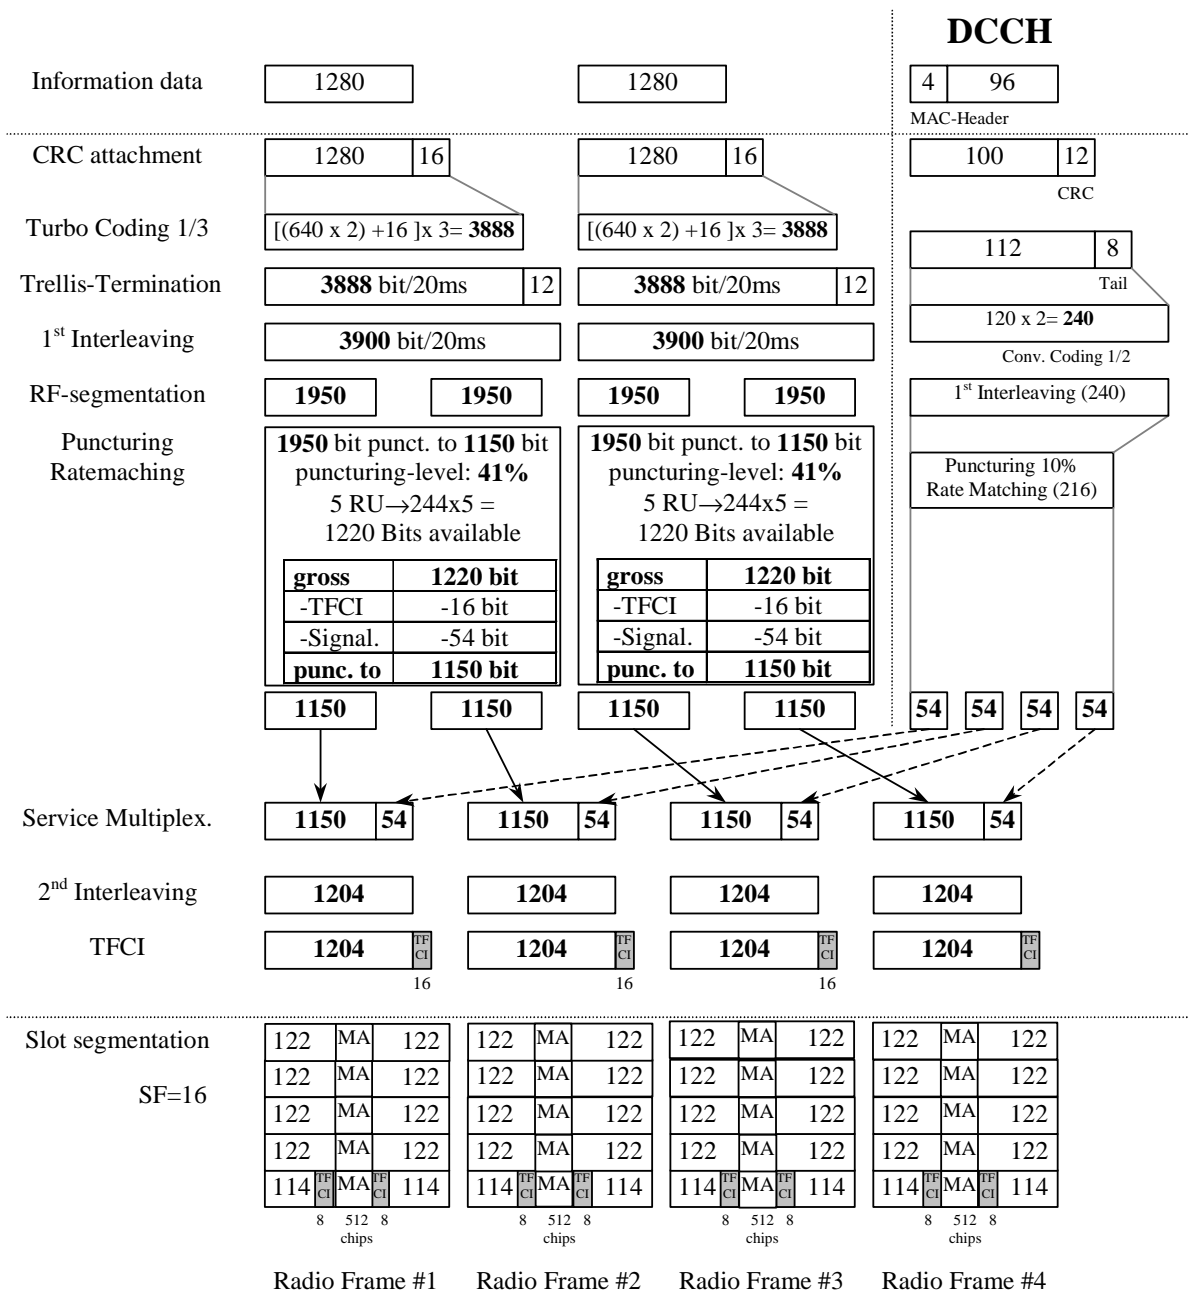 DCCH
Information data 1280 1280 4 96
MAC-Header
CRC attachment 1280 16 1280 16 100 12
CRC
Turbo Coding 1/3 [(640 x 2) +16 ]x 3= 3888 [(640 x 2) +16 ]x 3= 3888
112 8
Trellis-Termination 3888 bit/20ms 12 3888 bit/20ms 12
Tail
120 x 2= 240
1st Interleaving 3900 bit/20ms 3900 bit/20ms
Conv. Coding 1/2
RF-segmentation 1950 1950 1950 1950 1st Interleaving (240)
Puncturing 1950 bit punct. to 1150 bit 1950 bit punct. to 1150 bit
Ratemaching puncturing-level: 41% puncturing-level: 41% Puncturing 10%
Rate Matching (216)
5 RU→244x5 = 5 RU→244x5 =
1220 Bits available 1220 Bits available
gross 1220 bit gross 1220 bit
-TFCI -16 bit -TFCI -16 bit
-Signal. -54 bit -Signal. -54 bit
punc. to 1150 bit punc. to 1150 bit
1150 1150 1150 1150 54 54 54 54
Service Multiplex. 1150 54 1150 54 1150 54 1150 54
2nd Interleaving 1204 1204 1204 1204
TFCI 1204 TF CI 1204 TF CI 1204 TF CI 1204 TF CI
16 16 16
Slot segmentation 122 MA 122 122 MA 122 122 MA 122 122 MA 122
122 MA 122 122 MA 122 122 MA 122 122 MA 122
SF=16
122 MA 122 122 MA 122 122 MA 122 122 MA 122
122 MA 122 122 MA 122 122 MA 122 122 MA 122
114 TF CI MA TF CI 114 114 TF CI MA TF CI 114 114 TF CI MA TF CI 114 114 TF CI MA TF CI 114
8 512 8 8 512 8 8 512 8 8 512 8
chips chips chips chips
Radio Frame #1 Radio Frame #2 Radio Frame #3 Radio Frame #4